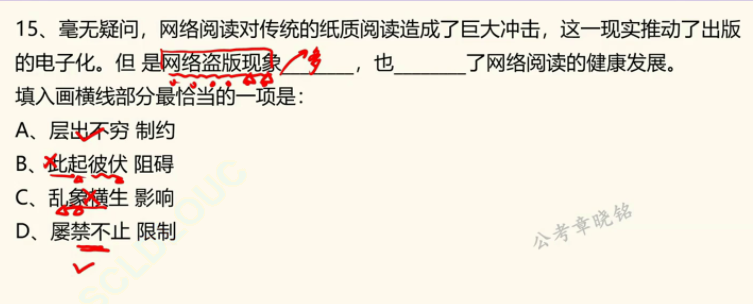 15、毫无疑问，网络阅读对传统的纸质阅读造成了巨大冲击，这一现实推动了出版
的电子化。但 是网络盗版现象_______，也_______了网络阅读的健康发展。
多
填入画横线部分最恰当的一项是：
A、层出不穷 制约
B、此起彼伏 阻碍
C、乱象横生 影响
D、屡禁不止 限制
公考章晓铭